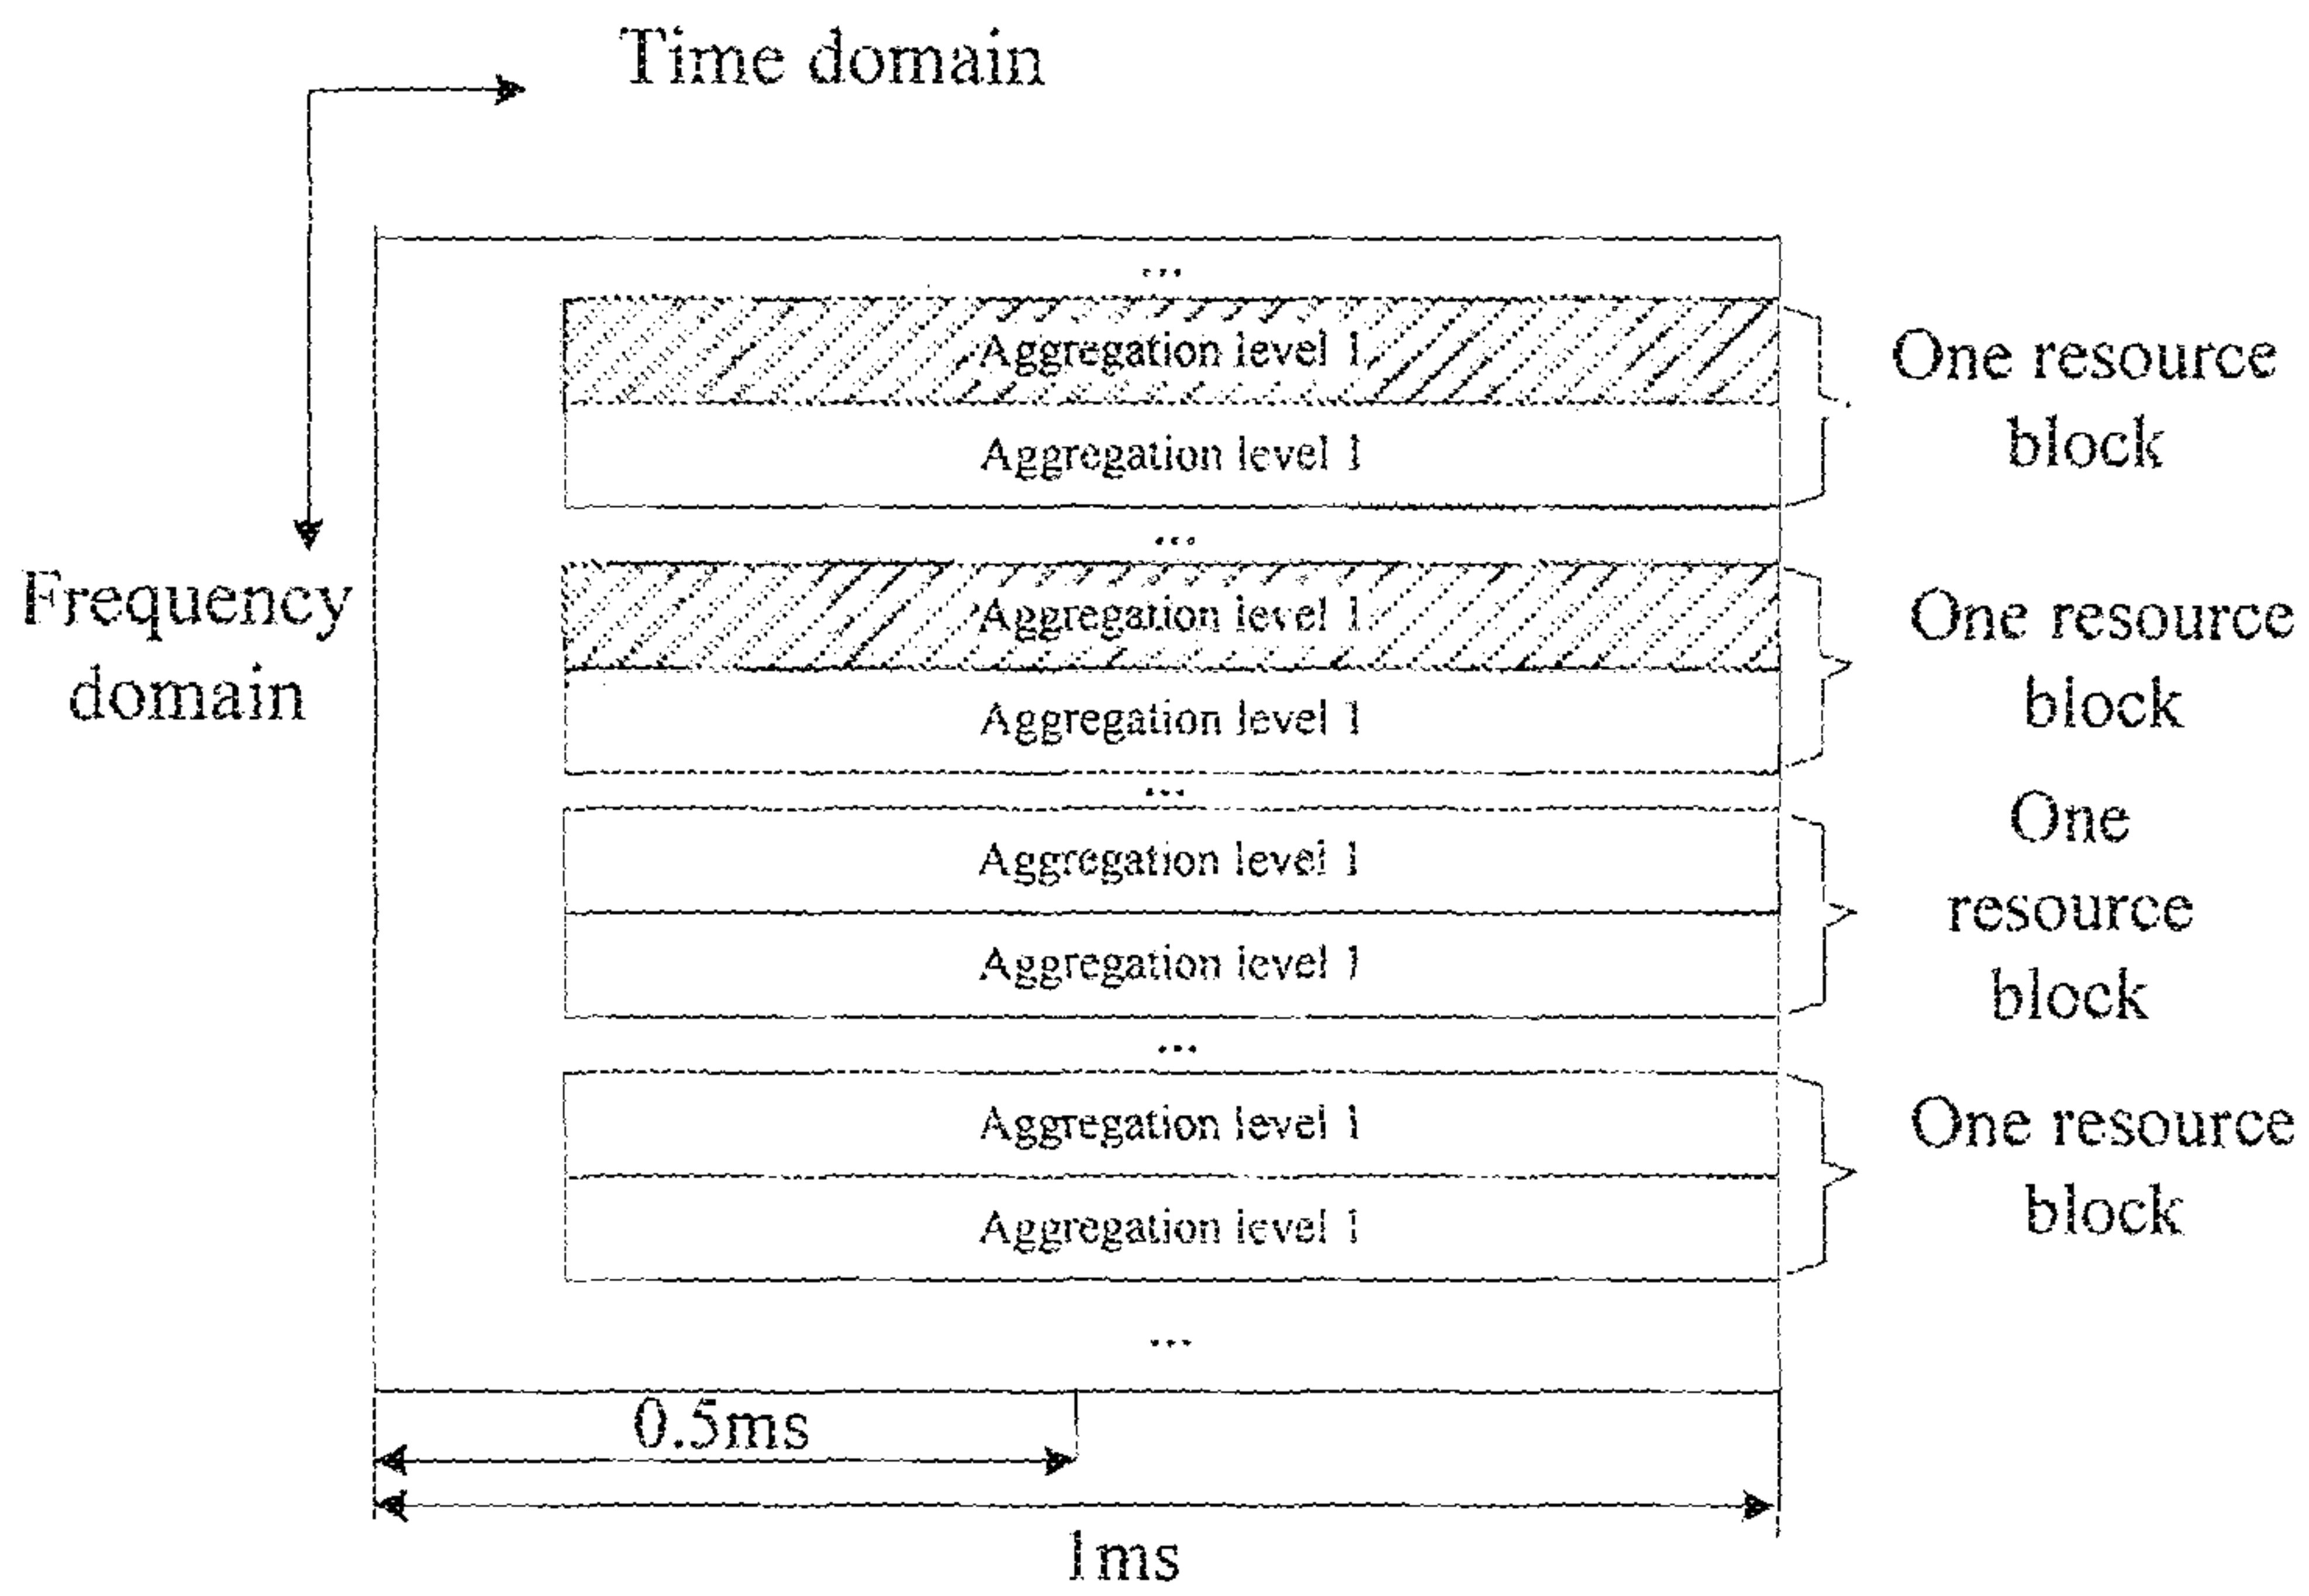 Time domain
...
Aggregation level 1
Aggregation level 1
One resource
block
...
Frequency
domain
Aggregation level 1
Aggregation level 1
One resource
block
...
Aggregation level 1
Aggregation level 1
One
resource
block
...
Aggregation level 1
Aggregation level 1
One resource
block
...
0.5ms
1ms